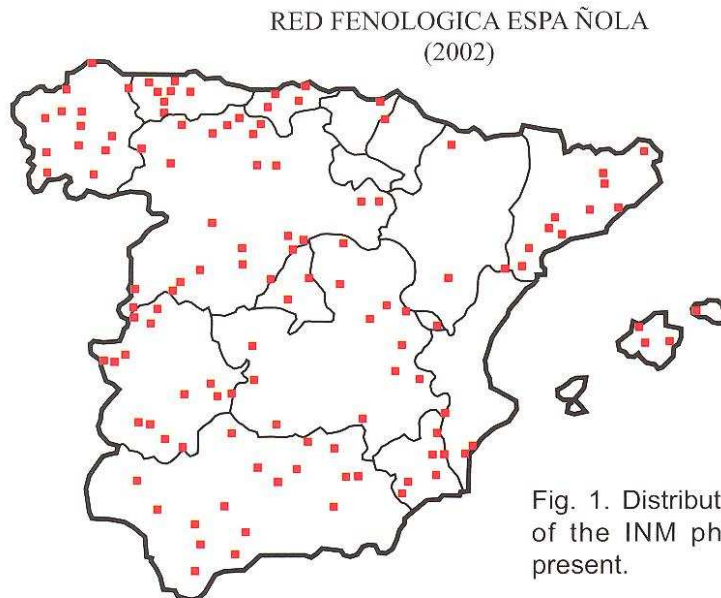 RED FENOLOGICA ESPA ÑOLA
(2002)
Fig. 1. Distribut
of the INM ph
present.